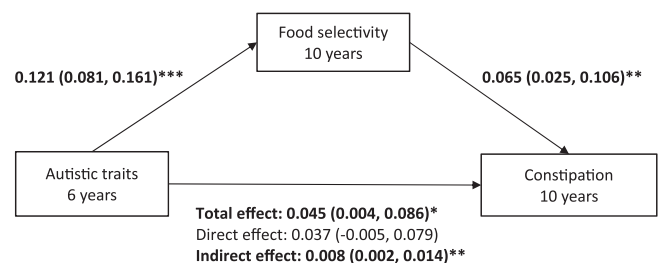 Food selectivity
10 years
0.121 (0.081, 0.161)***
0.065 (0.025, 0.106)**
Autistic traits
6 years
Constipation
10 years
Total effect: 0.045 (0.004, 0.086)*
Direct effect: 0.037 (-0.005, 0.079)
Indirect effect: 0.008 (0.002, 0.014)**